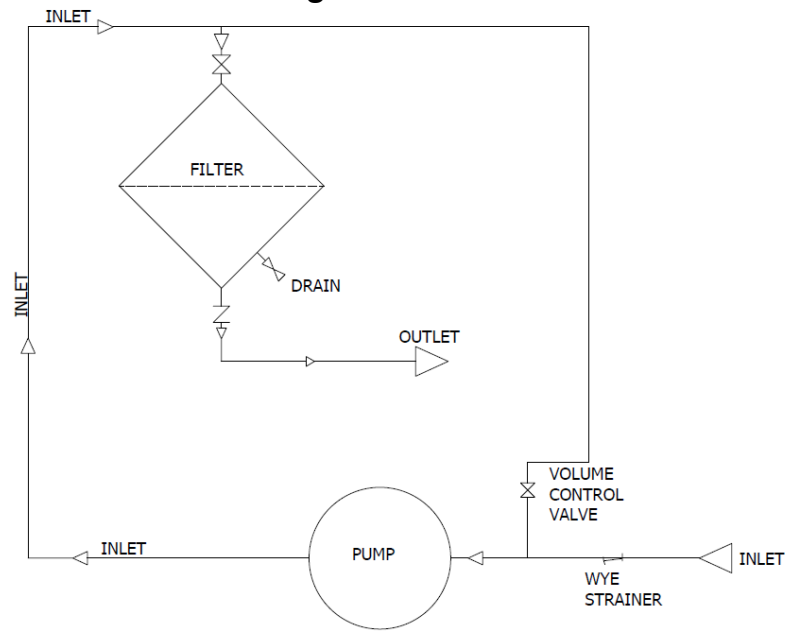 INLET
FILTER
INLET
DRAIN
OUTLET
VOLUME
CONTROL
VALVE
INLET
PUMP
INLET
WYE
STRAINER